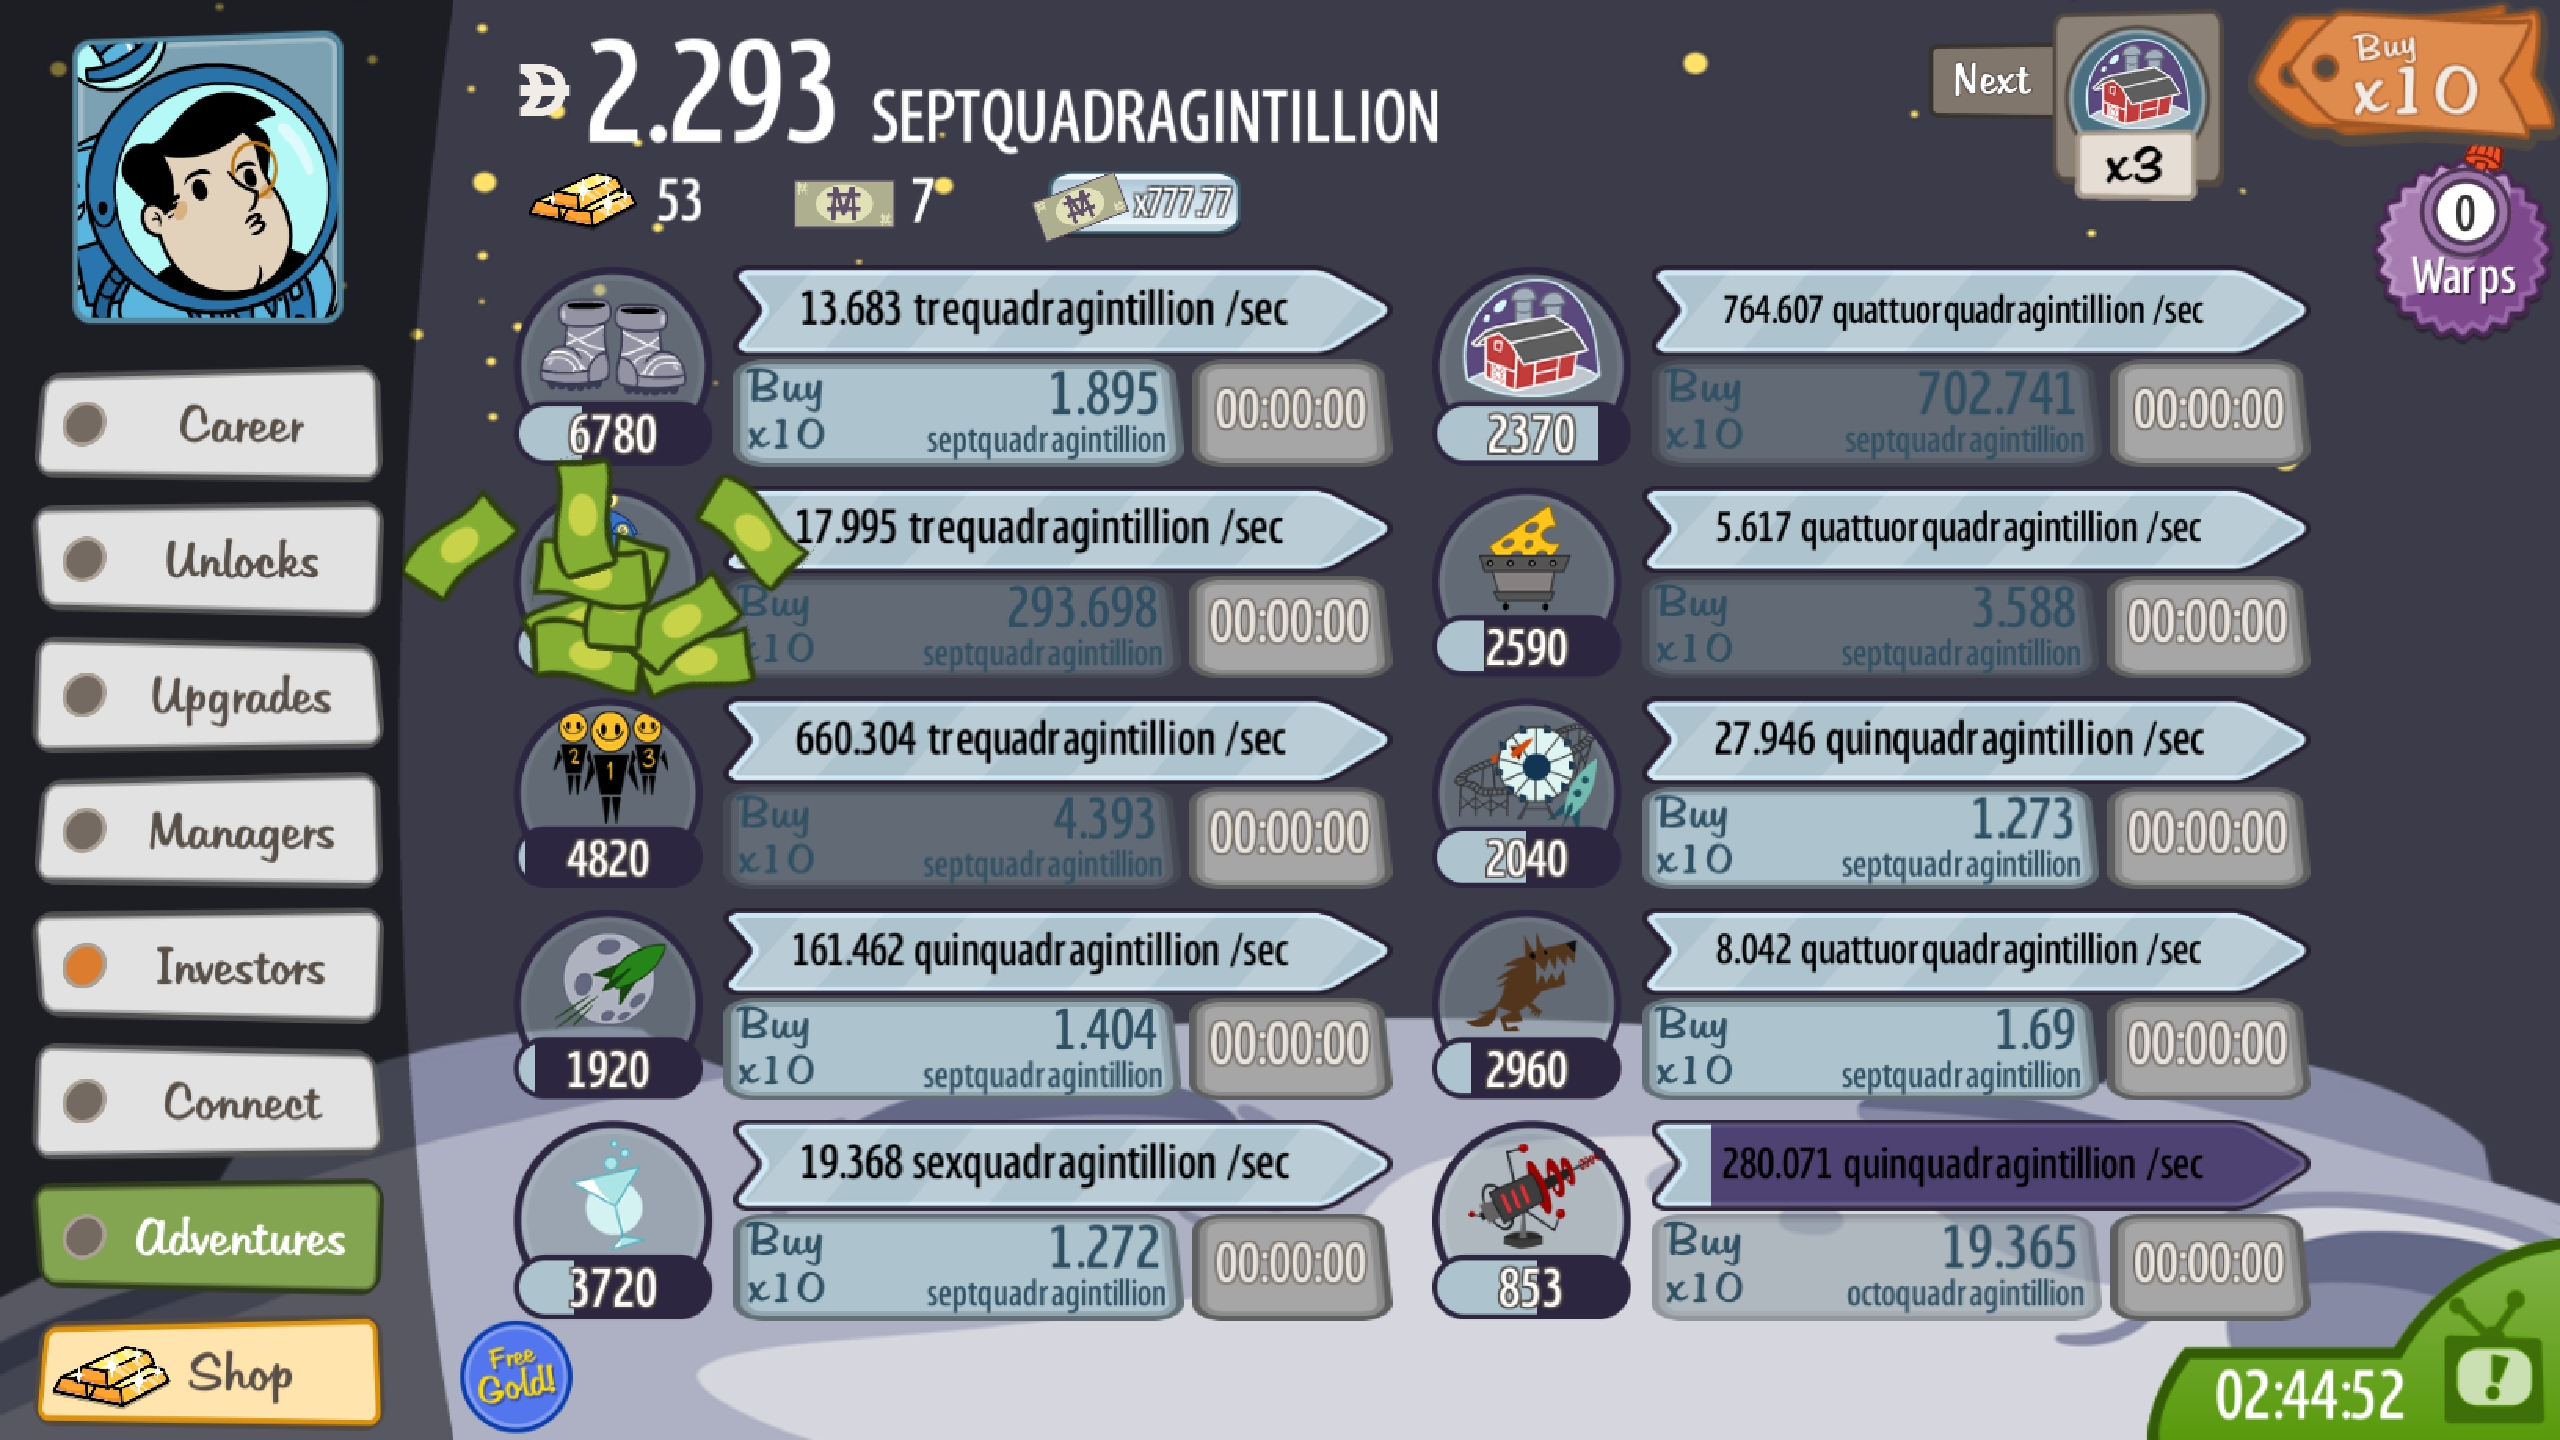 2.293 SEPTQUADRAGINTILLION
Next
x3
Buy
x10
53
7
x777.77
0
Warps
Career
Unlocks
Upgrades
Managers
Investors
Connect
Adventures
Shop
13.683 trequadragintillion /sec
6780
Buy
x10
1.895
septquadragintillion
00:00:00
764.607 quattuorquadragintillion /sec
2370
Buy
x10
702.741
septquadragintillion
00:00:00
17.995 trequadragintillion /sec
Buy
x10
293.698
septquadragintillion
00:00:00
5.617 quattuorquadragintillion /sec
2590
Buy
x10
3.588
septquadragintillion
00:00:00
2 1 3
660.304 trequadragintillion /sec
4820
Buy
x10
4.393
septquadragintillion
00:00:00
27.946 quinquadragintillion /sec
2040
Buy
x10
1.273
septquadragintillion
00:00:00
161.462 quinquadragintillion /sec
1920
Buy
x10
1.404
septquadragintillion
00:00:00
8.042 quattuorquadragintillion /sec
2960
Buy
x10
1.69
septquadragintillion
00:00:00
19.368 sexquadragintillion /sec
3720
Buy
x10
1.272
septquadragintillion
00:00:00
280.071 quinquadragintillion /sec
853
Buy
x10
19.365
octoquadragintillion
00:00:00
Free
Gold!
02:44:52
!